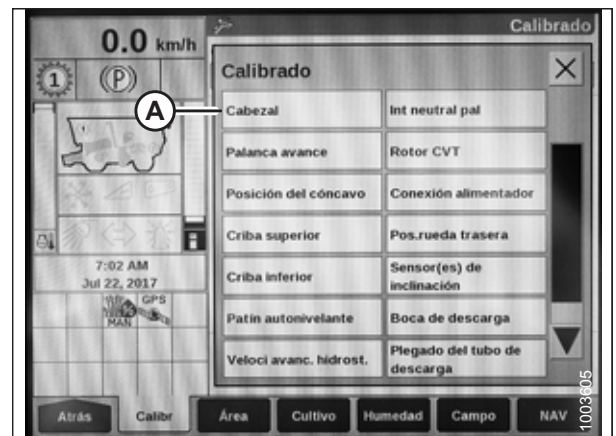 0.0 km/h
Calibrado
1
(P)
Calibrado
A
Cabezal
Int neutral pal
Palanca avance
Rotor CVT
Posición del cóncavo
Conexión alimentador
Criba superior
Pos.rueda trasera
Criba inferior
Sensor(es) de
inclinación
Patín autonivelante
Boca de descarga
Veloci avanc. hidrost.
Plegado del tubo de
descarga
7:02 AM
Jul 22, 2017
GPS
MAN
Atrás
Calibr
Área
Cultivo
Humedad
Campo
NAV
1003605